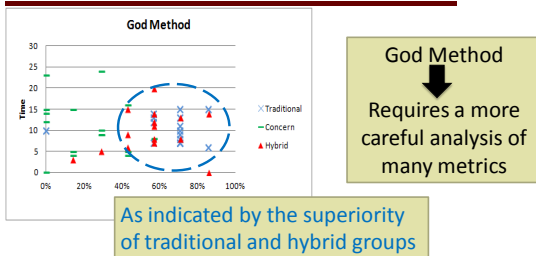 God Method
30
25
20
15
10
5
0
Time
0%
20%
40%
60%
80%
100%
Traditional
Concern
Hybrid
God Method
Requires a more
careful analysis of
many metrics
As indicated by the superiority
of traditional and hybrid groups